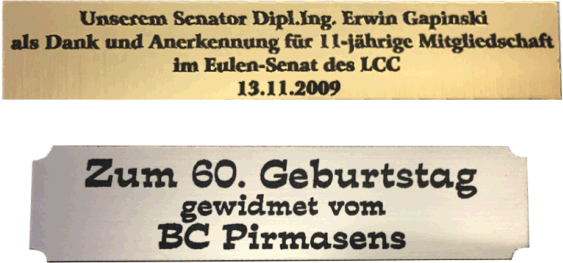 Unserem Senator Dipl.Ing. Erwin Gapinski
als Dank und Anerkennung für 11-jährige Mitgliedschaft
im Eulen-Senat des LCC
13.11.2009
Zum 60. Geburtstag
gewidmet vom
BC Pirmasens